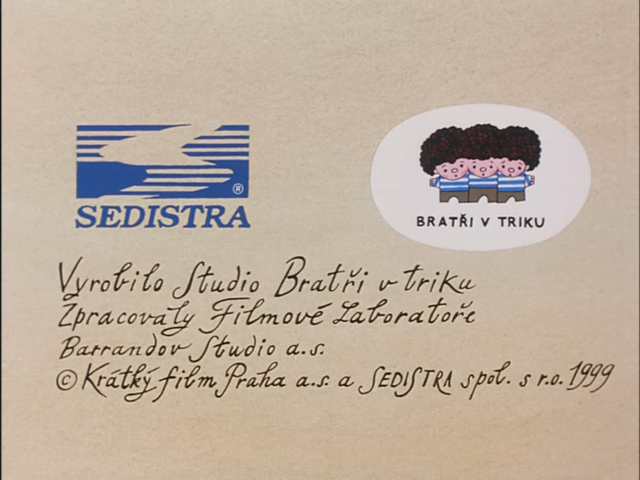 ®
SEDISTRA
BRATŘI V TRIKU
Vyrobilo Studio Bratři v triku
Zpracovaly Filmové Laboratoře
Barrandov Studio a.s.
© Krátký film Praha a.s. a SEDISTRA spol. s r.o. 1999